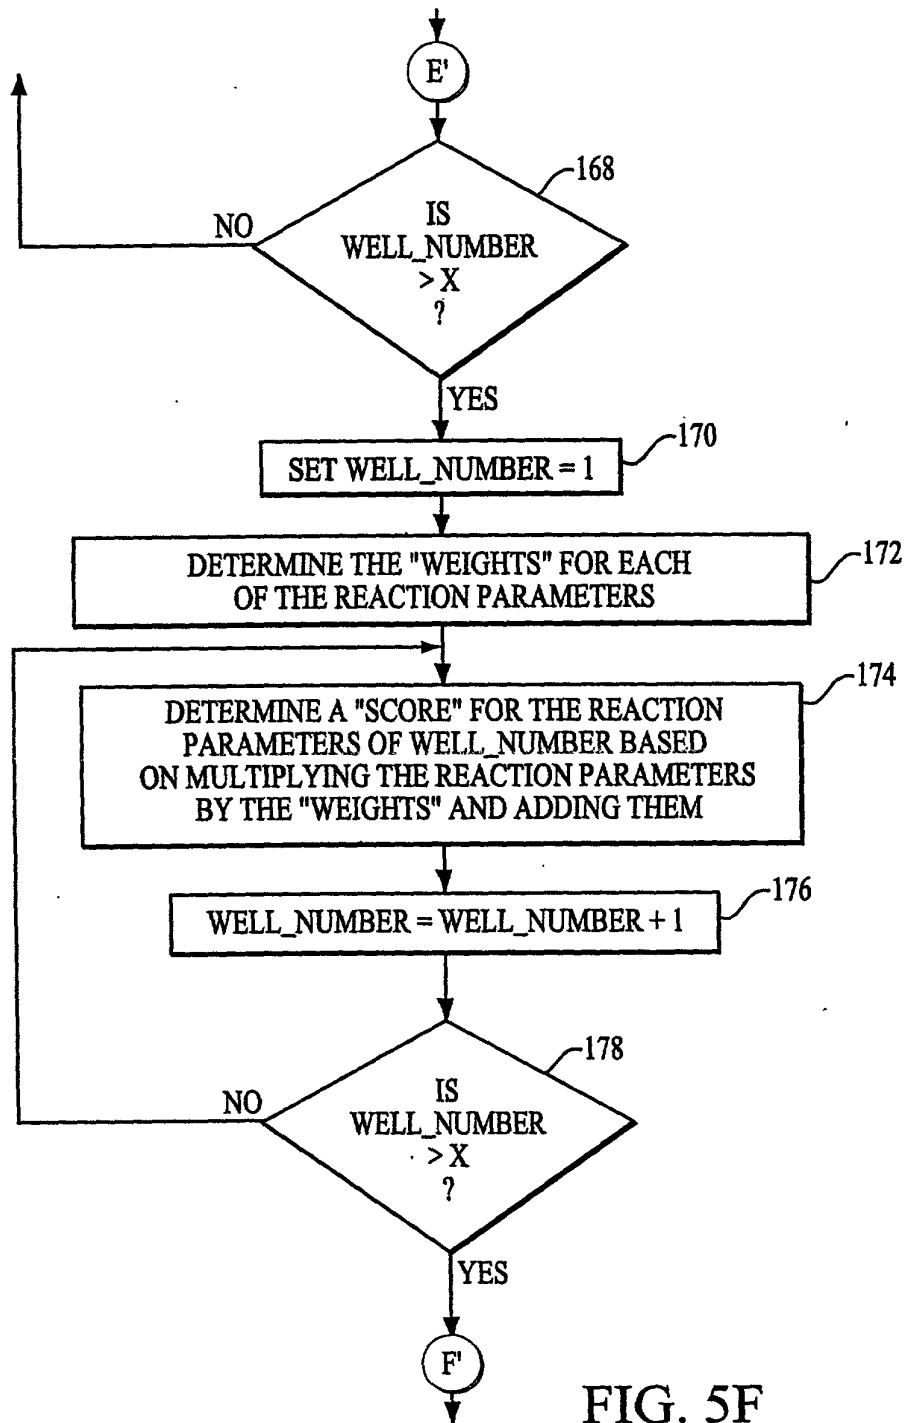 E'
168
IS
WELL_NUMBER
> X
?
NO
YES
170
SET WELL_NUMBER = 1
172
DETERMINE THE "WEIGHTS" FOR EACH
OF THE REACTION PARAMETERS
174
DETERMINE A "SCORE" FOR THE REACTION
PARAMETERS OF WELL_NUMBER BASED
ON MULTIPLYING THE REACTION PARAMETERS
BY THE "WEIGHTS" AND ADDING THEM
176
WELL_NUMBER = WELL_NUMBER + 1
178
IS
WELL_NUMBER
> X
?
NO
YES
F'
FIG. 5F